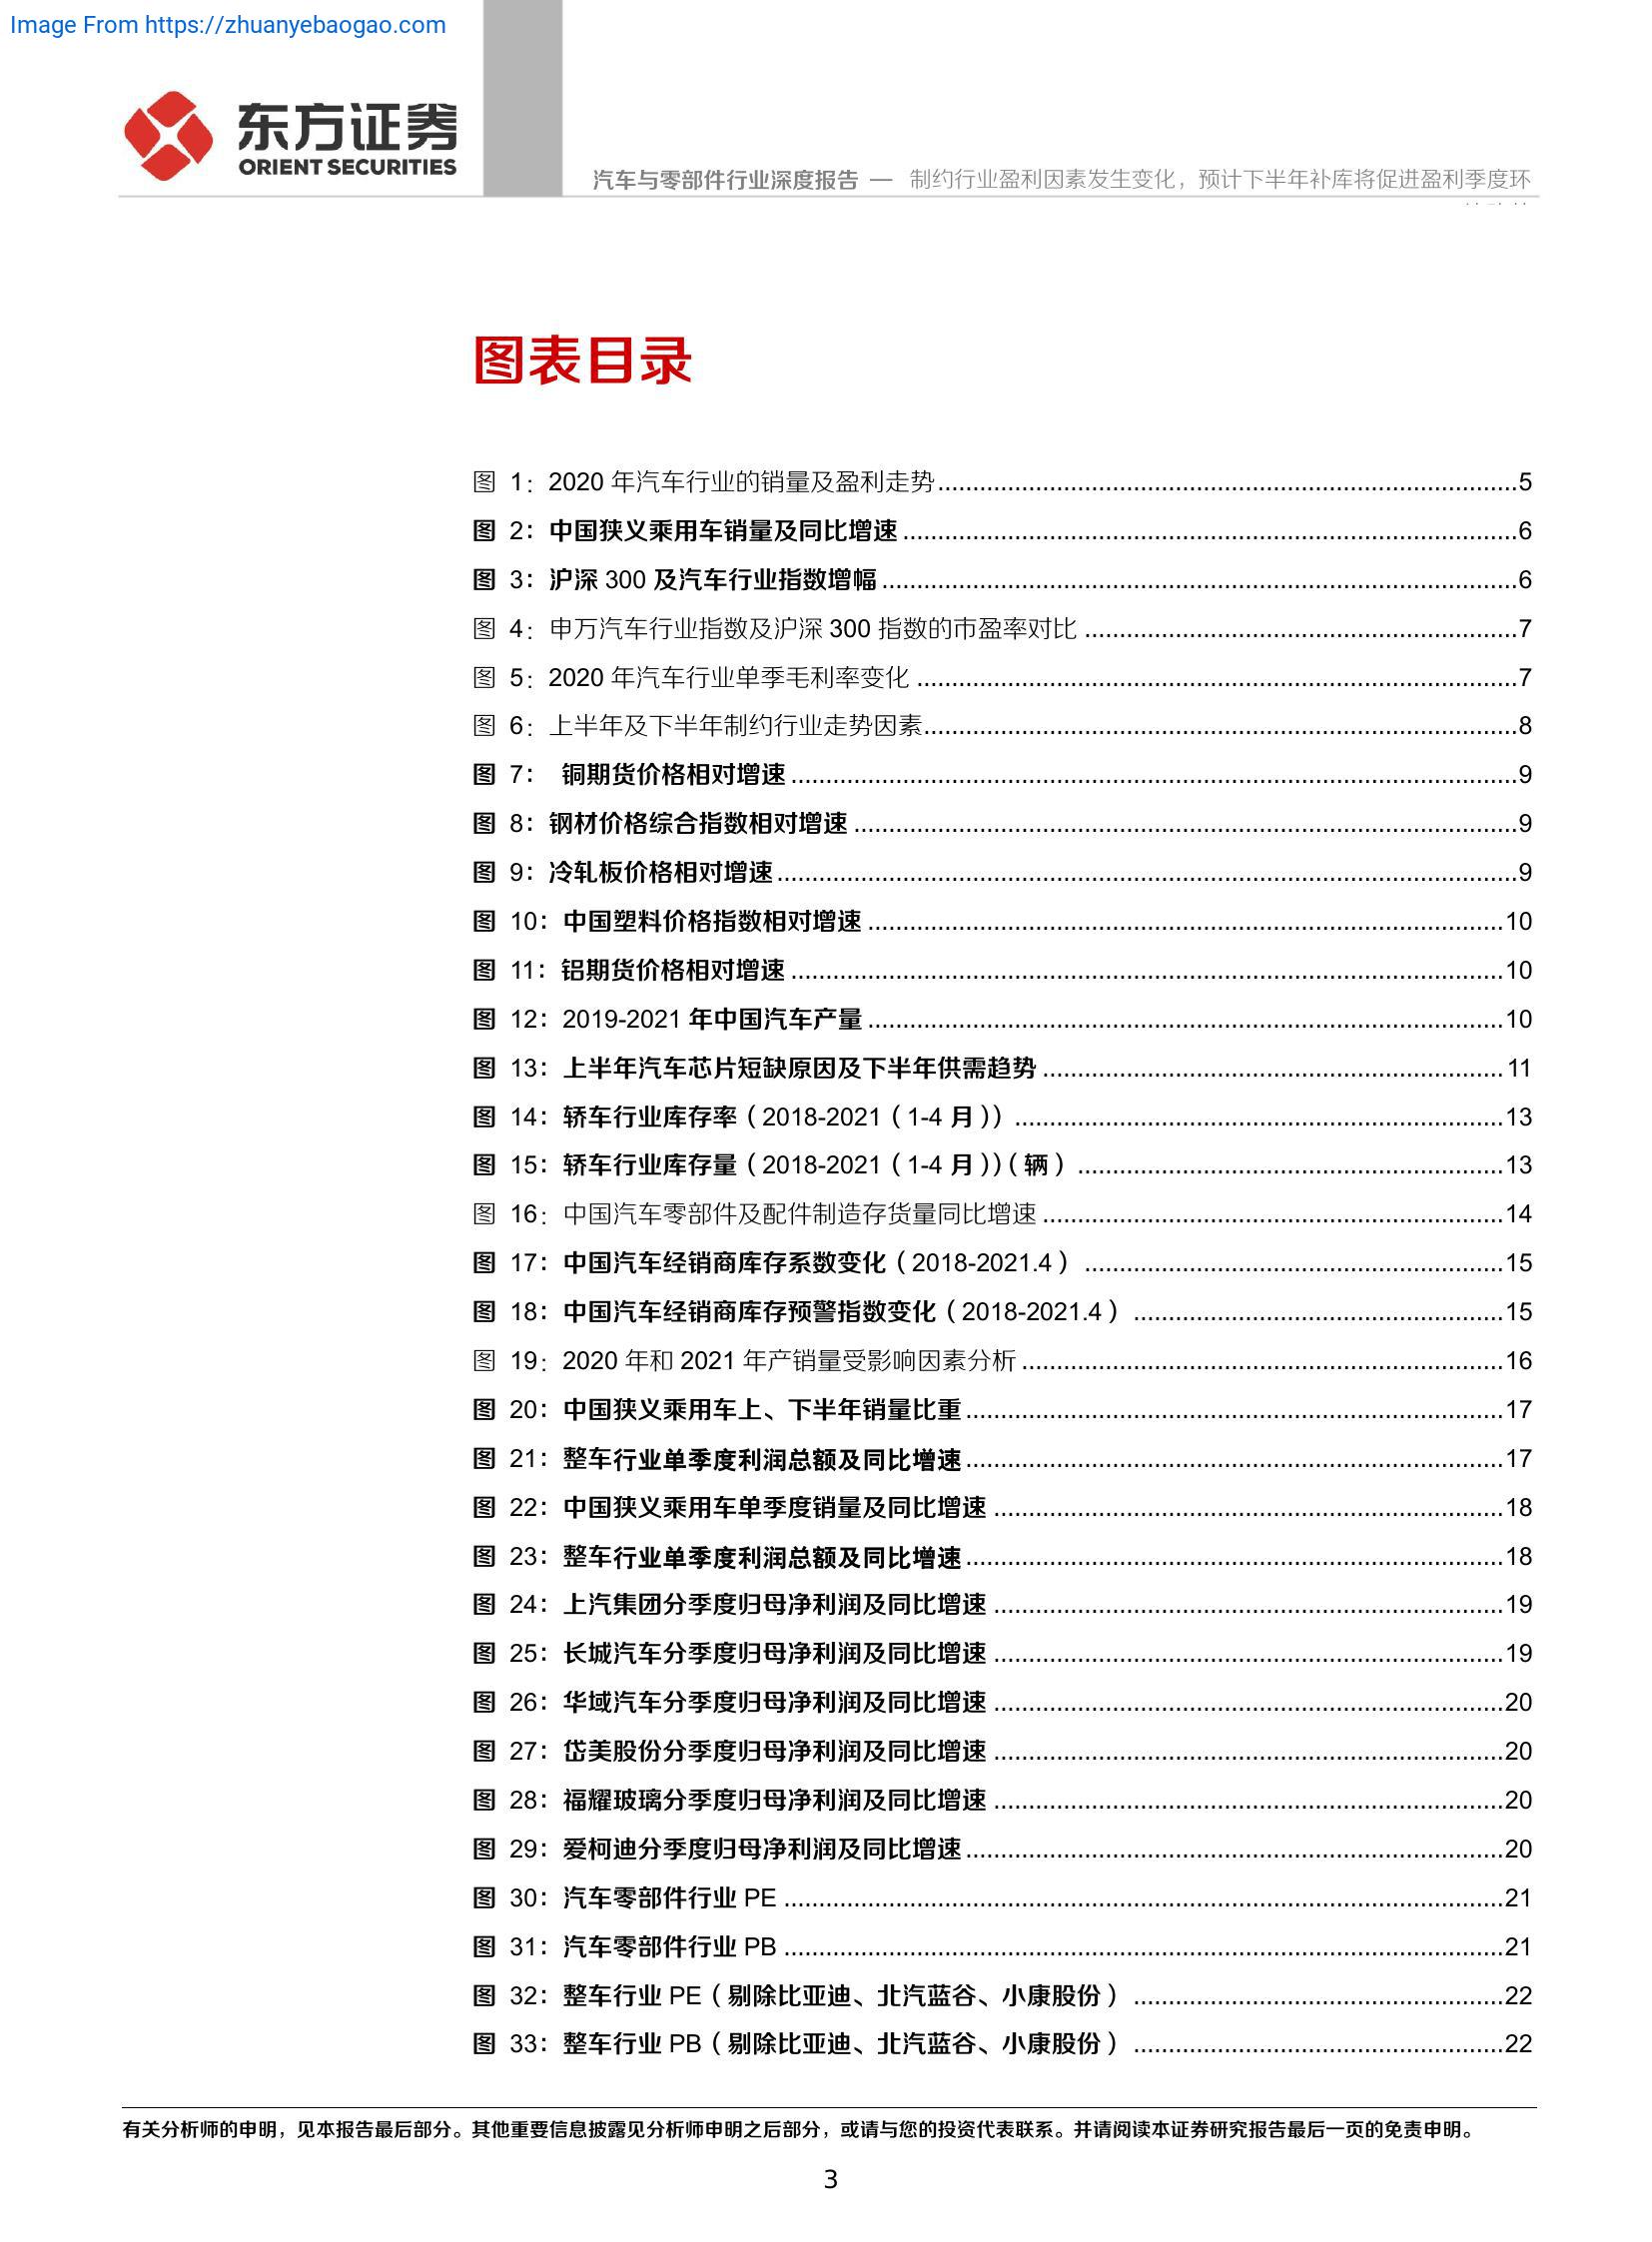 Image From https://zhuanyebaogao.com
东方证券
ORIENT SECURITIES
汽车与零部件行业深度报告 — 制约行业盈利因素发生变化，预计下半年补库将促进盈利季度环
图表目录
图 1：2020 年汽车行业的销量及盈利走势................................5
图 2：中国狭义乘用车销量及同比增速................................6
图 3：沪深 300 及汽车行业指数增幅................................6
图 4：申万汽车行业指数及沪深 300 指数的市盈率对比................................7
图 5：2020 年汽车行业单季毛利率变化................................7
图 6：上半年及下半年制约行业走势因素................................8
图 7： 铜期货价格相对增速................................9
图 8：钢材价格综合指数相对增速................................9
图 9：冷轧板价格相对增速................................9
图 10：中国塑料价格指数相对增速................................10
图 11：铝期货价格相对增速................................10
图 12：2019-2021 年中国汽车产量................................10
图 13：上半年汽车芯片短缺原因及下半年供需趋势................................11
图 14：轿车行业库存率（2018-2021（1-4 月））................................13
图 15：轿车行业库存量（2018-2021（1-4 月））（辆）................................13
图 16：中国汽车零部件及配件制造存货量同比增速................................14
图 17：中国汽车经销商库存系数变化（2018-2021.4）................................15
图 18：中国汽车经销商库存预警指数变化（2018-2021.4）................................15
图 19：2020 年和 2021 年产销量受影响因素分析................................16
图 20：中国狭义乘用车上、下半年销量比重................................17
图 21：整车行业单季度利润总额及同比增速................................17
图 22：中国狭义乘用车单季度销量及同比增速................................18
图 23：整车行业单季度利润总额及同比增速................................18
图 24：上汽集团分季度归母净利润及同比增速................................19
图 25：长城汽车分季度归母净利润及同比增速................................19
图 26：华域汽车分季度归母净利润及同比增速................................20
图 27：岱美股份分季度归母净利润及同比增速................................20
图 28：福耀玻璃分季度归母净利润及同比增速................................20
图 29：爱柯迪分季度归母净利润及同比增速................................20
图 30：汽车零部件行业 PE................................21
图 31：汽车零部件行业 PB................................21
图 32：整车行业 PE（剔除比亚迪、北汽蓝谷、小康股份）................................22
图 33：整车行业 PB（剔除比亚迪、北汽蓝谷、小康股份）................................22
有关分析师的申明，见本报告最后部分。其他重要信息披露见分析师申明之后部分，或请与您的投资代表联系。并请阅读本证券研究报告最后一页的免责申明。
3